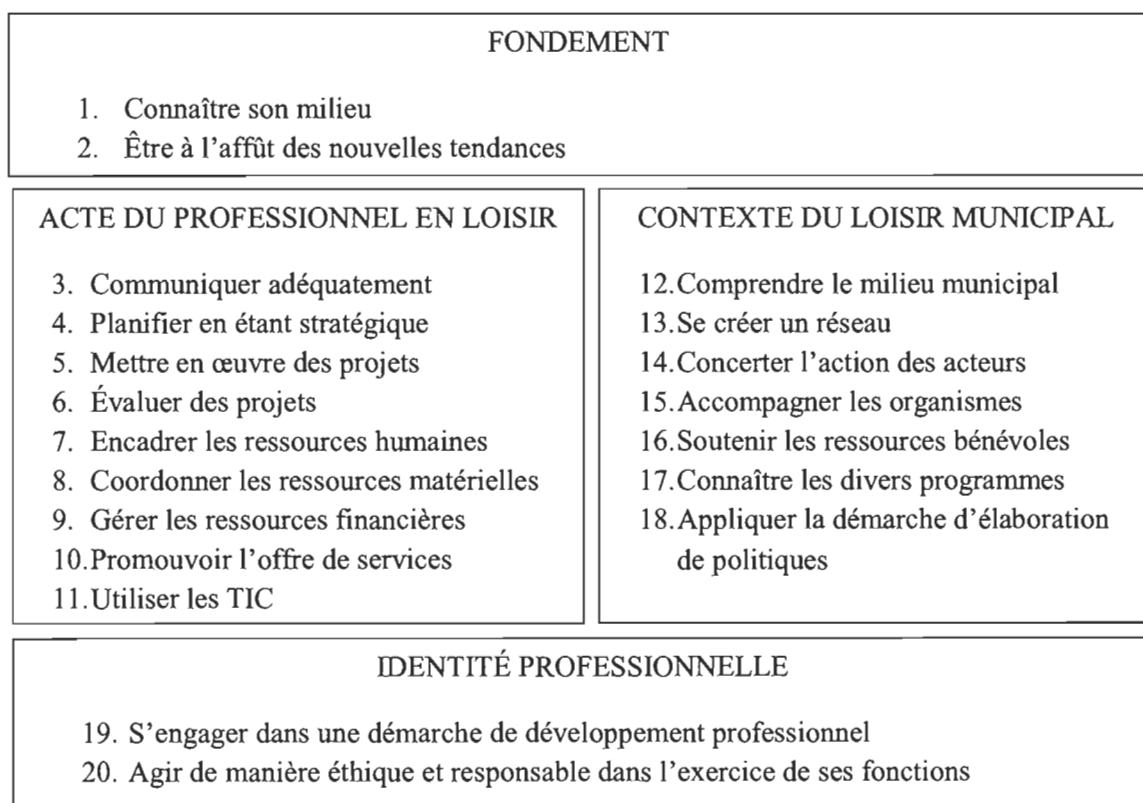 FONDEMENT
1. Connaître son milieu
2. Être à l'affût des nouvelles tendances
ACTE DU PROFESSIONNEL EN LOISIR
3. Communiquer adéquatement
4. Planifier en étant stratégique
5. Mettre en œuvre des projets
6. Évaluer des projets
7. Encadrer les ressources humaines
8. Coordonner les ressources matérielles
9. Gérer les ressources financières
10. Promouvoir l'offre de services
11. Utiliser les TIC
CONTEXTE DU LOISIR MUNICIPAL
12. Comprendre le milieu municipal
13. Se créer un réseau
14. Concerter l'action des acteurs
15. Accompagner les organismes
16. Soutenir les ressources bénévoles
17. Connaître les divers programmes
18. Appliquer la démarche d'élaboration
de politiques
IDENTITÉ PROFESSIONNELLE
19. S'engager dans une démarche de développement professionnel
20. Agir de manière éthique et responsable dans l'exercice de ses fonctions